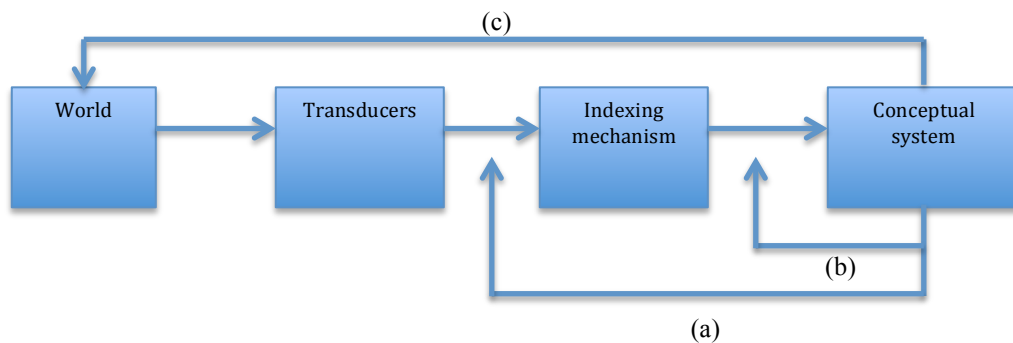 (c)
World
Transducers
Indexing
mechanism
Conceptual
system
(b)
(a)